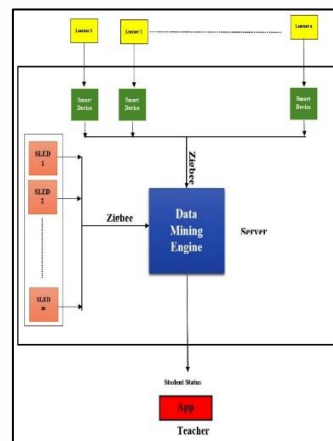 Learner 1
Learner 2
Learner n
Smart
Device
Smart
Device
Smart
Device
SLED
1
SLED
2
SLED
m
Zigbee
Zigbee
Data
Mining
Engine
Server
Student Status
App
Teacher